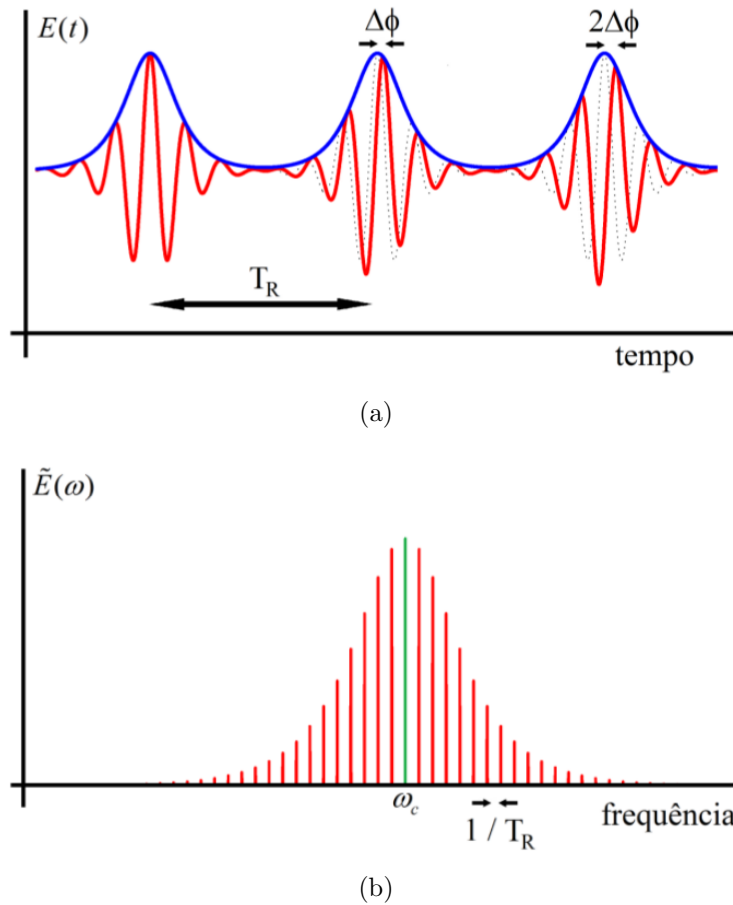 E(t)
Δϕ
2Δϕ
T_R
tempo
(a)
Ẽ(ω)
ω_c
1 / T_R
frequência
(b)